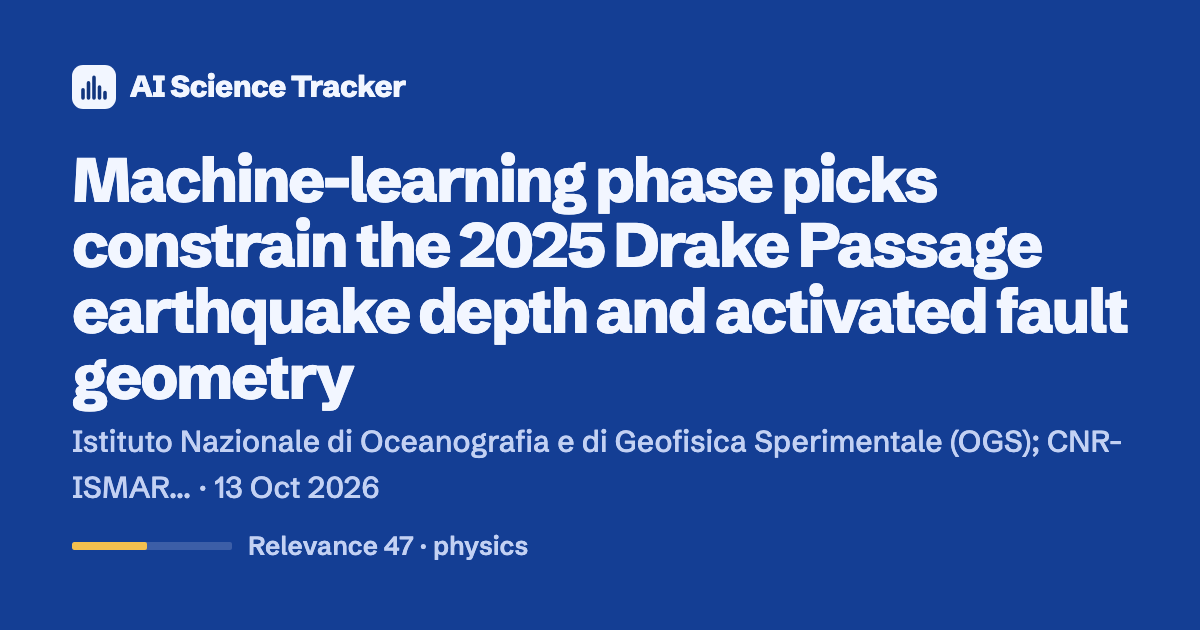 AI Science Tracker
Machine-learning phase picks
constrain the 2025 Drake Passage
earthquake depth and activated fault
geometry
Istituto Nazionale di Oceanografia e di Geofisica Sperimentale (OGS); CNR-
ISMAR... · 13 Oct 2026
Relevance 47 · physics